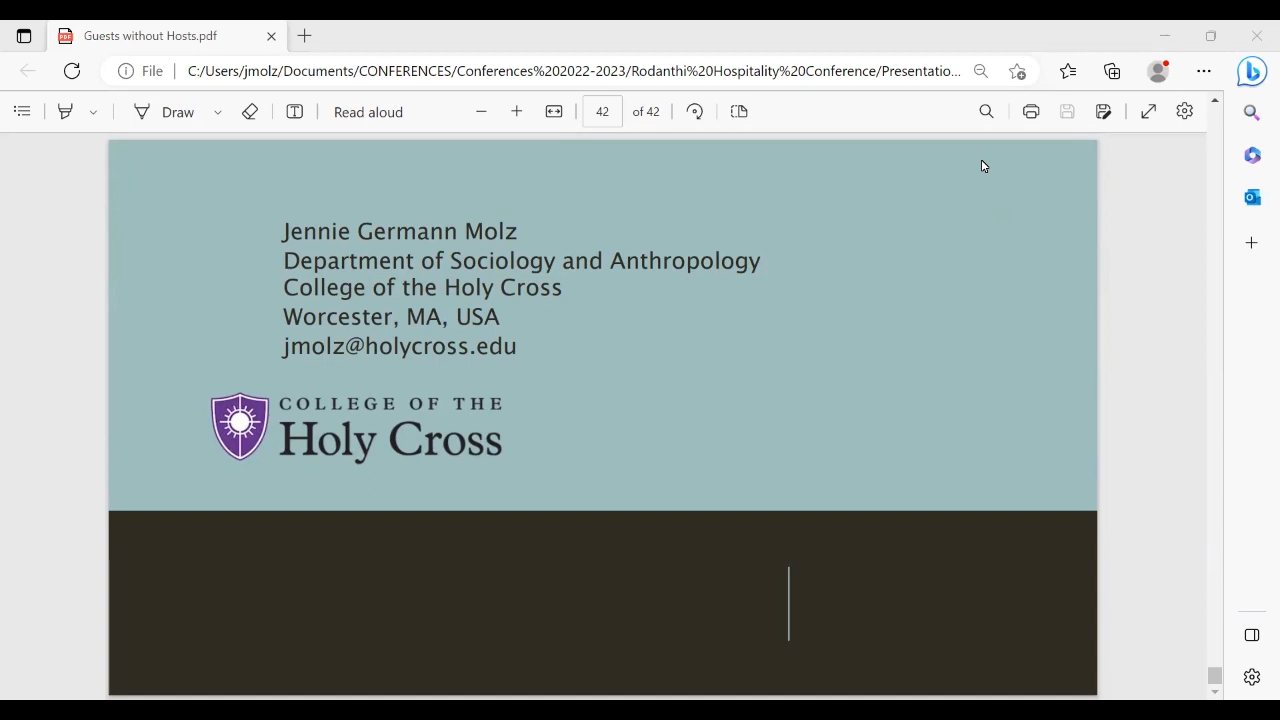 Guests without Hosts.pdf
File
C:/Users/jmolz/Documents/CONFERENCES/Conferences%202022-2023/Rodanthi%20Hospitality%20Conference/Presentatio...
Draw
Read aloud
42
of 42
Jennie Germann Molz
Department of Sociology and Anthropology
College of the Holy Cross
Worcester, MA, USA
jmolz@holycross.edu
COLLEGE OF THE
Holy Cross